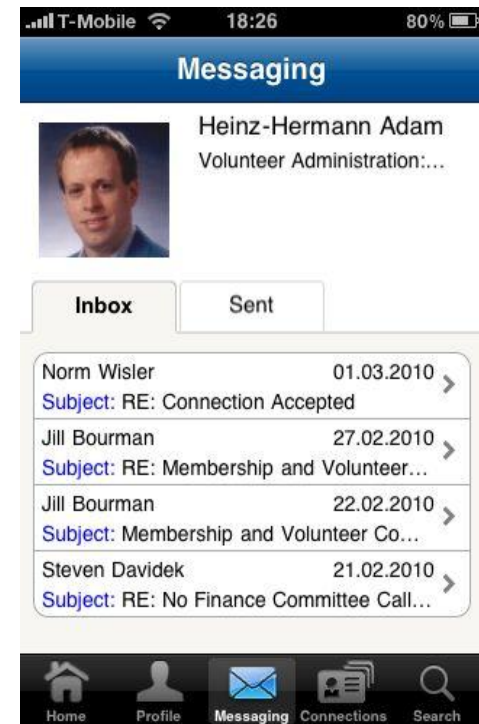 T-Mobile 18:26 80%
Messaging
Heinz-Hermann Adam
Volunteer Administration:...
Inbox Sent
Norm Wisler 01.03.2010
Subject: RE: Connection Accepted
Jill Bourman 27.02.2010
Subject: RE: Membership and Volunteer...
Jill Bourman 22.02.2010
Subject: Membership and Volunteer Co...
Steven Davidek 21.02.2010
Subject: RE: No Finance Committee Call...
Home Profile Messaging Connections Search